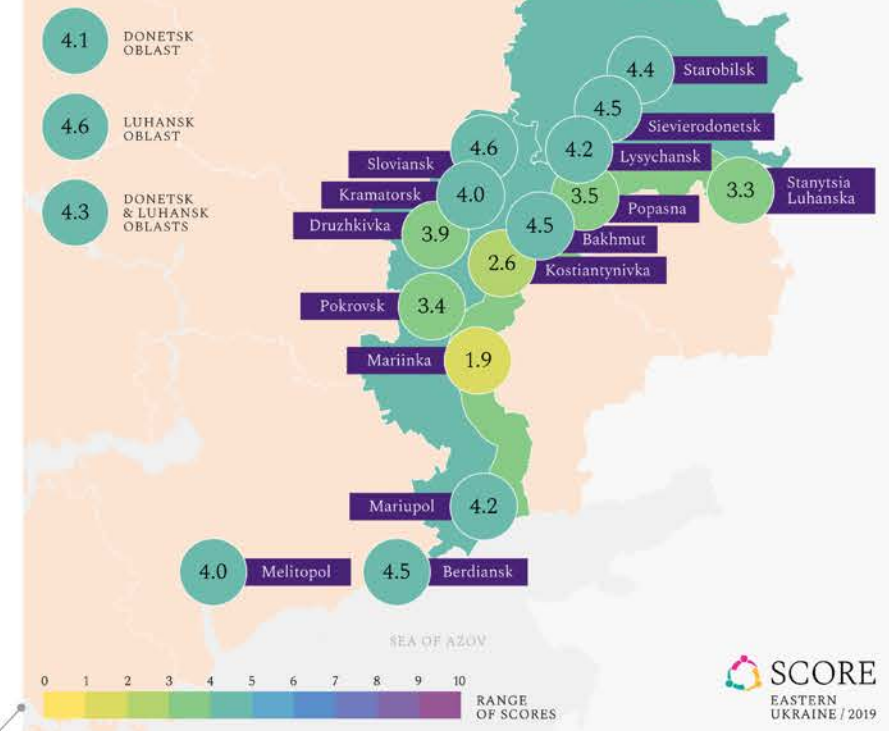 4.1 DONETSK
OBLAST
4.6 LUHANSK
OBLAST
4.3 DONETSK
& LUHANSK
OBLASTS
4.4 Starobilsk
4.5 Sievierodonetsk
4.2 Lysychansk
Sloviansk 4.6
Kramatorsk 4.0
3.5 Popasna
3.3 Stanytsia
Luhanska
Druzhkivka 3.9
4.5 Bakhmut
2.6 Kostiantynivka
Pokrovsk 3.4
Mariinka 1.9
Mariupol 4.2
4.0 Melitopol
4.5 Berdiansk
SEA OF AZOV
0 1 2 3 4 5 6 7 8 9 10
RANGE
OF SCORES
SCORE
EASTERN
UKRAINE / 2019